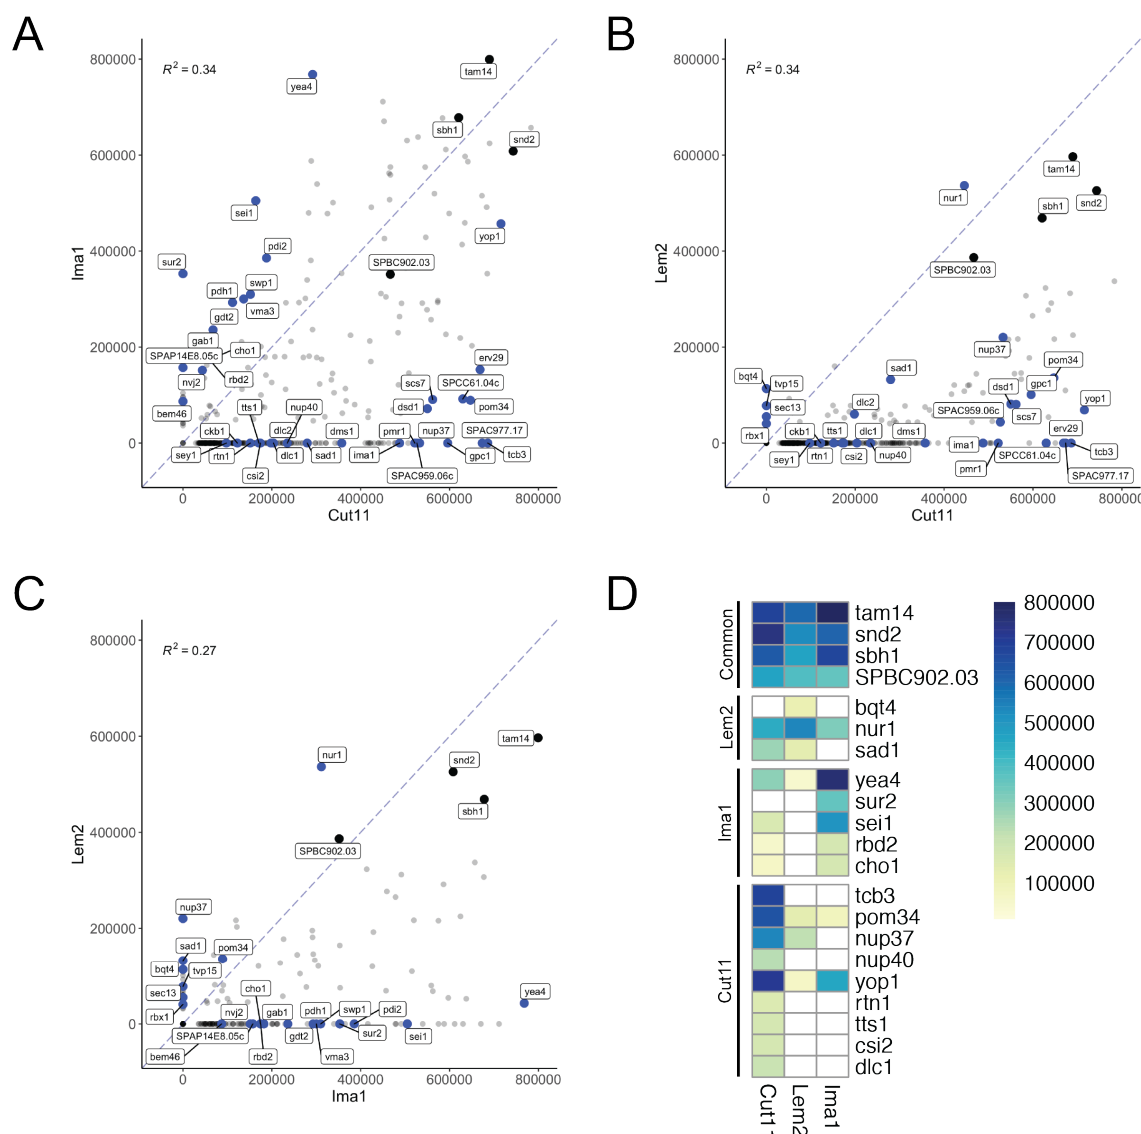 A
R² = 0.34
800000
600000
400000
200000
0
Ima1
yea4
tam14
sbh1
snd2
sei1
yop1
pdi2
sur2
SPBC902.03
swp1
pdh1
vma3
gdt2
gab1
cho1
SPAP14E8.05c
erv29
nvj2
rbd2
scs7
SPCC61.04c
bem46
tts1
nup40
dsd1
pom34
ckb1
dlc2
dms1
pmr1
nup37
SPAC977.17
sey1
rtn1
dlc1
sad1
ima1
gpc1
tcb3
csi2
SPAC959.06c
0
200000
400000
600000
800000
Cut11
B
R² = 0.34
800000
600000
400000
200000
0
Lem2
tam14
nur1
snd2
sbh1
SPBC902.03
nup37
pom34
sad1
bqt4
tvp15
dsd1
gpc1
yop1
sec13
dlc2
SPAC959.06c
scs7
rbx1
ckb1
tts1
dlc1
dms1
erv29
ima1
tcb3
sey1
rtn1
csi2
nup40
SPCC61.04c
pmr1
SPAC977.17
0
200000
400000
600000
800000
Cut11
C
R² = 0.27
800000
600000
400000
200000
0
Lem2
tam14
nur1
snd2
sbh1
SPBC902.03
nup37
sad1
pom34
bqt4
tvp15
sec13
cho1
yea4
rbx1
nvj2
gab1
pdh1
swp1
pdi2
SPAP14E8.05c
gdt2
sur2
sei1
bem46
rbd2
vma3
0
200000
400000
600000
800000
Ima1
D
Common
tam14
snd2
sbh1
SPBC902.03
Lem2
bqt4
nur1
sad1
Ima1
yea4
sur2
sei1
rbd2
cho1
Cut11
tcb3
pom34
nup37
nup40
yop1
rtn1
tts1
csi2
dlc1
Cut11
Lem2
Ima1
800000
700000
600000
500000
400000
300000
200000
100000